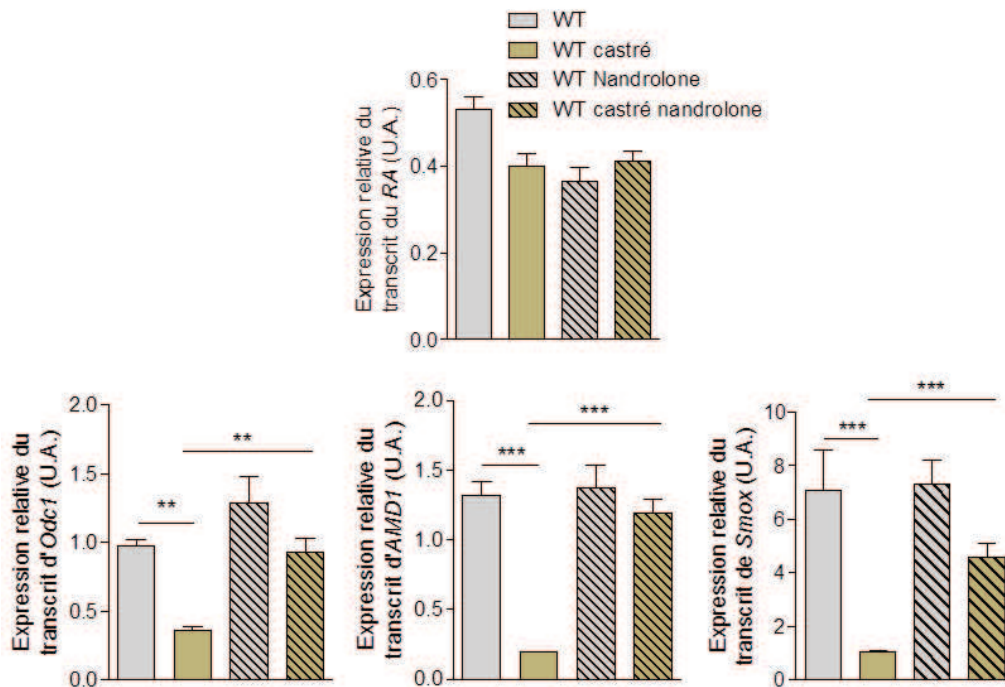 WT
WT castré
WT Nandrolone
WT castré nandrolone
Expression relative du
transcrit du RA (U.A.)
0.6
0.4
0.2
0.0
Expression relative du
transcrit d'Odc1 (U.A.)
2.0
1.5
1.0
0.5
0.0
**
**
Expression relative du
transcrit d'AMD1 (U.A.)
2.0
1.5
1.0
0.5
0.0
***
***
Expression relative du
transcrit de Smox (U.A.)
10
8
6
4
2
0
***
***